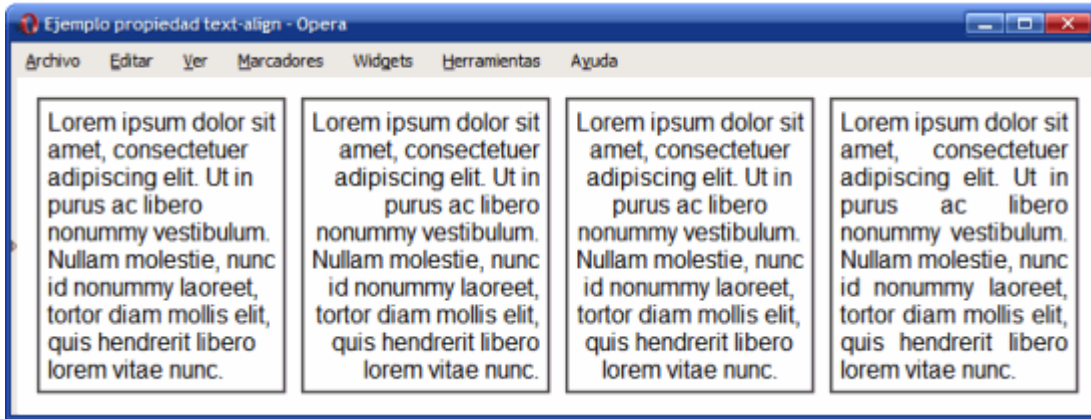 Ejemplo propiedad text-align - Opera
Archivo Editar Ver Marcadores Widgets Herramientas Ayuda
Lorem ipsum dolor sit
amet, consectetuer
adipiscing elit. Ut in
purus ac libero
nonummy vestibulum.
Nullam molestie, nunc
id nonummy laoreet,
tortor diam mollis elit,
quis hendrerit libero
lorem vitae nunc.
Lorem ipsum dolor sit
amet, consectetuer
adipiscing elit. Ut in
purus ac libero
nonummy vestibulum.
Nullam molestie, nunc
id nonummy laoreet,
tortor diam mollis elit,
quis hendrerit libero
lorem vitae nunc.
Lorem ipsum dolor sit
amet, consectetuer
adipiscing elit. Ut in
purus ac libero
nonummy vestibulum.
Nullam molestie, nunc
id nonummy laoreet,
tortor diam mollis elit,
quis hendrerit libero
lorem vitae nunc.
Lorem ipsum dolor sit
amet, consectetuer
adipiscing elit. Ut in
purus ac libero
nonummy vestibulum.
Nullam molestie, nunc
id nonummy laoreet,
tortor diam mollis elit,
quis hendrerit libero
lorem vitae nunc.